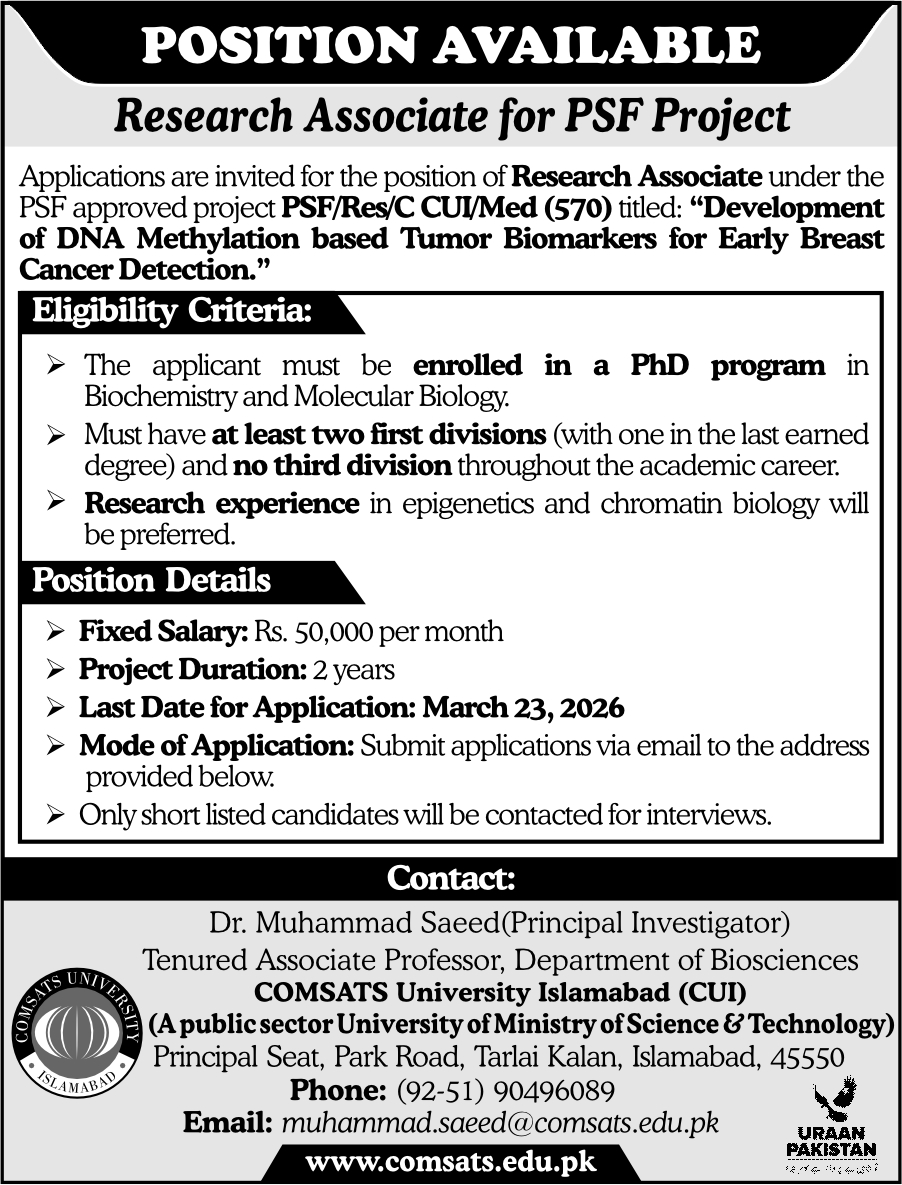 POSITION AVAILABLE
Research Associate for PSF Project
Applications are invited for the position of Research Associate under the
PSF approved project PSF/Res/C CUI/Med (570) titled: “Development
of DNA Methylation based Tumor Biomarkers for Early Breast
Cancer Detection.”
Eligibility Criteria:
➢ The applicant must be enrolled in a PhD program in
Biochemistry and Molecular Biology.
➢ Must have at least two first divisions (with one in the last earned
degree) and no third division throughout the academic career.
➢ Research experience in epigenetics and chromatin biology will
be preferred.
Position Details
➢ Fixed Salary: Rs. 50,000 per month
➢ Project Duration: 2 years
➢ Last Date for Application: March 23, 2026
➢ Mode of Application: Submit applications via email to the address
provided below.
➢ Only short listed candidates will be contacted for interviews.
Contact:
Dr. Muhammad Saeed(Principal Investigator)
Tenured Associate Professor, Department of Biosciences
COMSATS University Islamabad (CUI)
(A public sector University of Ministry of Science & Technology)
Principal Seat, Park Road, Tarlai Kalan, Islamabad, 45550
Phone: (92-51) 90496089
Email: muhammad.saeed@comsats.edu.pk
www.comsats.edu.pk
COMSATS UNIVERSITY
ISLAMABAD
URAAN
PAKISTAN